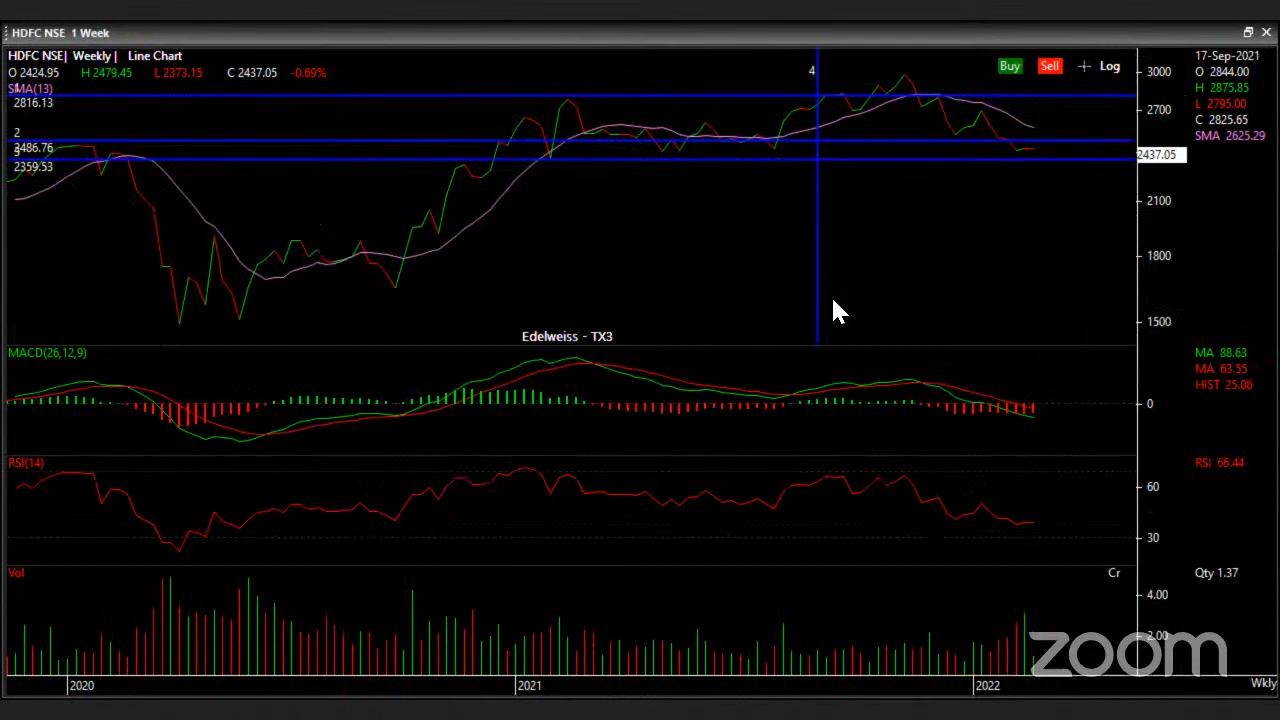 HDFC NSE 1 Week
HDFC NSE| Weekly | Line Chart
O 2424.95 H 2479.45 L 2373.15 C 2437.05 -0.69%
SMA(13)
2816.13
2
2359.53
4
Buy Sell Log
3000
2700
2437.05
2100
1800
1500
17-Sep-2021
O 2844.00
H 2875.85
L 2795.00
C 2825.65
SMA 2625.29
Edelweiss - TX3
MACD(26,12,9)
0
MA 88.63
MA 63.55
HIST 25.08
RSI(14)
60
30
RSI 66.44
Vol
Cr
4.00
2.00
Qty 1.37
zoom
2020
2021
2022
Wkly